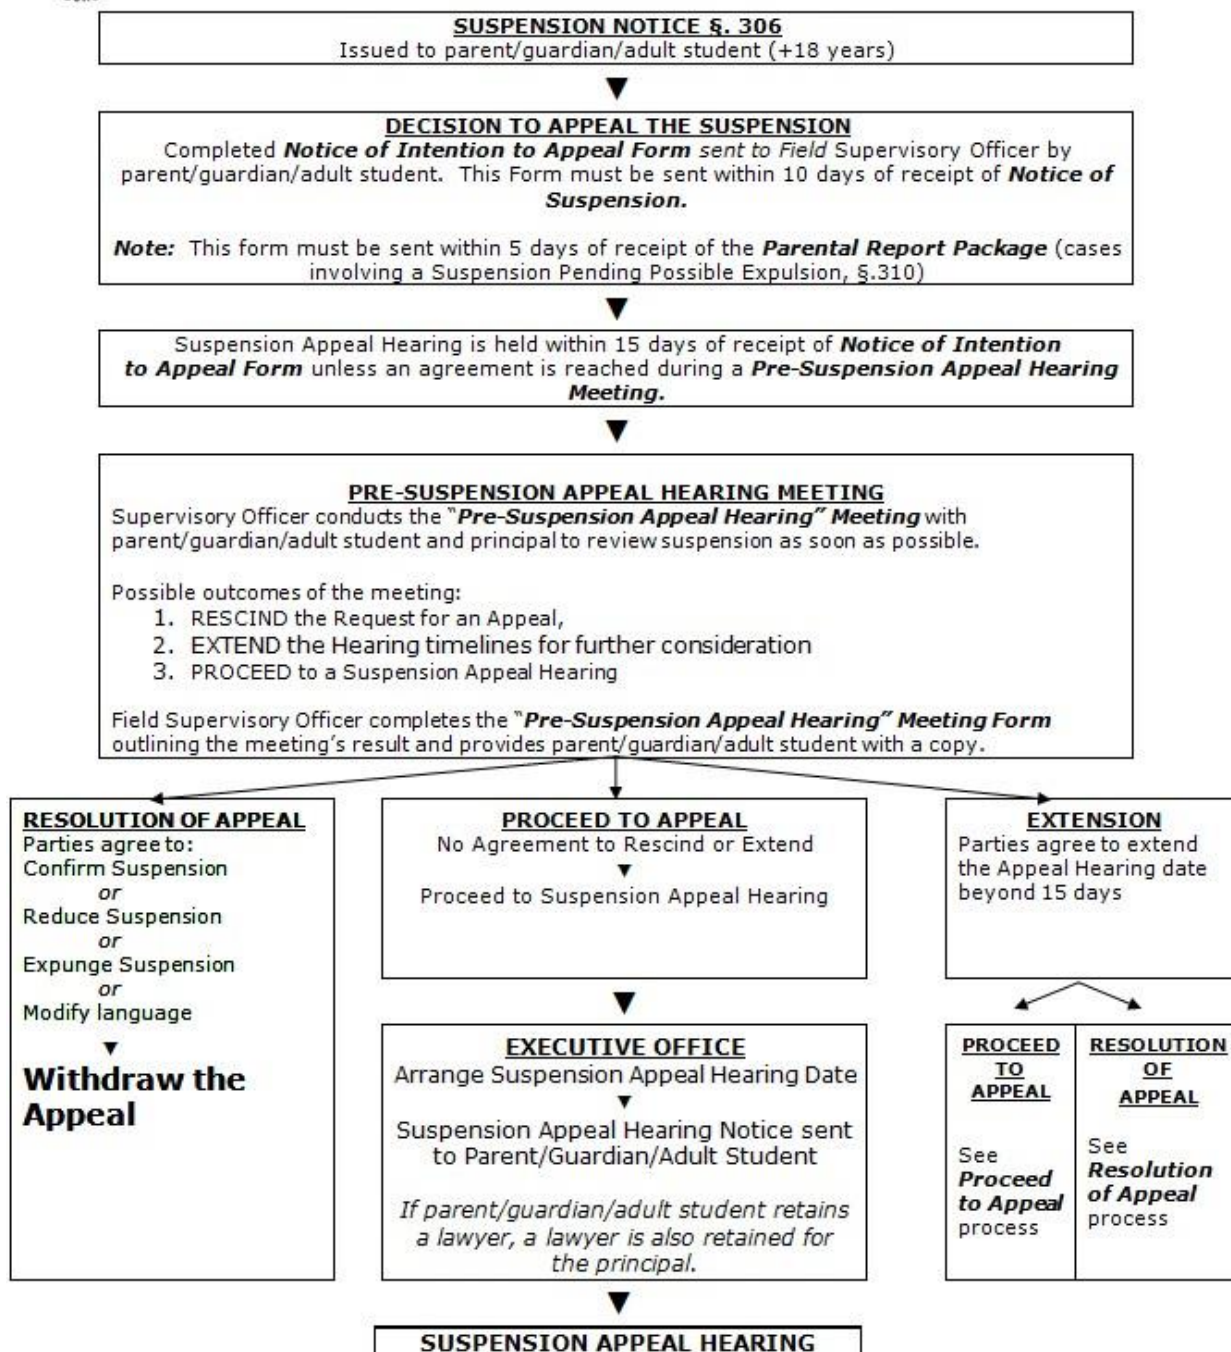 SUSPENSION NOTICE §. 306
Issued to parent/guardian/adult student (+18 years)
▼
DECISION TO APPEAL THE SUSPENSION
Completed Notice of Intention to Appeal Form sent to Field Supervisory Officer by
parent/guardian/adult student. This Form must be sent within 10 days of receipt of Notice of
Suspension.
Note: This form must be sent within 5 days of receipt of the Parental Report Package (cases
involving a Suspension Pending Possible Expulsion, §.310)
▼
Suspension Appeal Hearing is held within 15 days of receipt of Notice of Intention
to Appeal Form unless an agreement is reached during a Pre-Suspension Appeal Hearing
Meeting.
▼
PRE-SUSPENSION APPEAL HEARING MEETING
Supervisory Officer conducts the “Pre-Suspension Appeal Hearing” Meeting with
parent/guardian/adult student and principal to review suspension as soon as possible.
Possible outcomes of the meeting:
1. RESCIND the Request for an Appeal,
2. EXTEND the Hearing timelines for further consideration
3. PROCEED to a Suspension Appeal Hearing
Field Supervisory Officer completes the “Pre-Suspension Appeal Hearing” Meeting Form
outlining the meeting’s result and provides parent/guardian/adult student with a copy.
RESOLUTION OF APPEAL
Parties agree to:
Confirm Suspension
or
Reduce Suspension
or
Expunge Suspension
or
Modify language
▼
Withdraw the
Appeal
PROCEED TO APPEAL
No Agreement to Rescind or Extend
▼
Proceed to Suspension Appeal Hearing
▼
EXECUTIVE OFFICE
Arrange Suspension Appeal Hearing Date
▼
Suspension Appeal Hearing Notice sent
to Parent/Guardian/Adult Student
If parent/guardian/adult student retains
a lawyer, a lawyer is also retained for
the principal.
▼
SUSPENSION APPEAL HEARING
EXTENSION
Parties agree to extend
the Appeal Hearing date
beyond 15 days
PROCEED
TO
APPEAL
See
Proceed
to Appeal
process
RESOLUTION
OF
APPEAL
See
Resolution
of Appeal
process